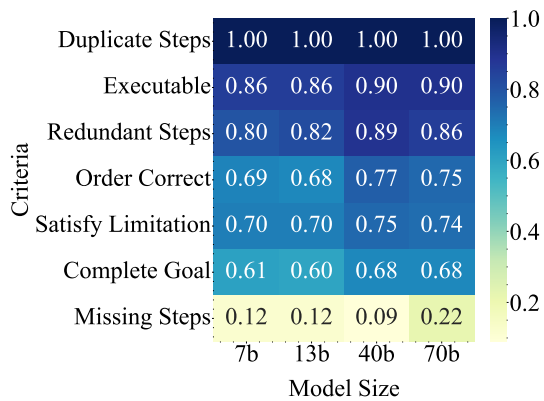 Criteria
Duplicate Steps 1.00 1.00 1.00 1.00
Executable 0.86 0.86 0.90 0.90
Redundant Steps 0.80 0.82 0.89 0.86
Order Correct 0.69 0.68 0.77 0.75
Satisfy Limitation 0.70 0.70 0.75 0.74
Complete Goal 0.61 0.60 0.68 0.68
Missing Steps 0.12 0.12 0.09 0.22
7b 13b 40b 70b
Model Size
1.0
0.8
0.6
0.4
0.2